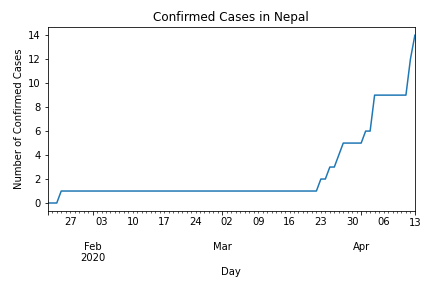 Confirmed Cases in Nepal
Number of Confirmed Cases
14
12
10
8
6
4
2
0
27 03 10 17 24 02 09 16 23 30 06 13
Feb Mar Apr
2020
Day